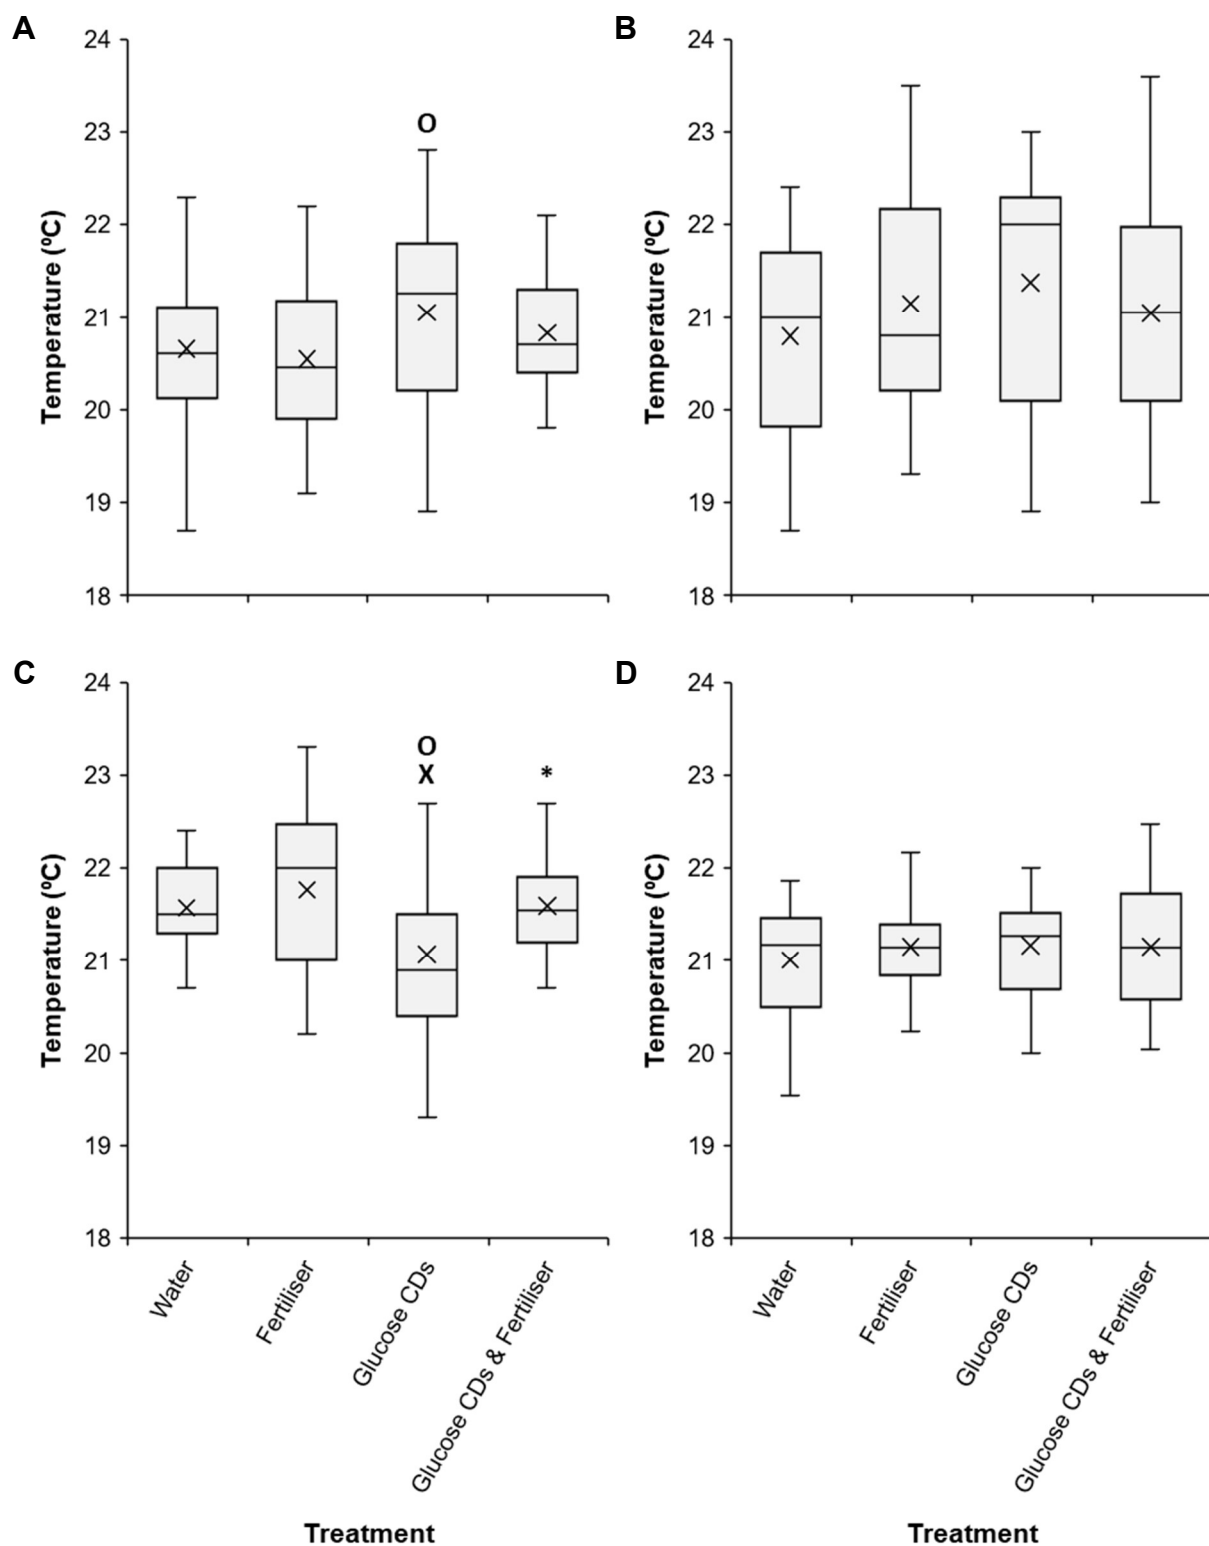 A
24
23
22
21
20
19
18
Temperature (ºC)
O
B
24
23
22
21
20
19
18
Temperature (ºC)
C
24
23
22
21
20
19
18
Temperature (ºC)
O
X
*
Water
Fertiliser
Glucose CDs
Glucose CDs & Fertiliser
Treatment
D
24
23
22
21
20
19
18
Temperature (ºC)
Water
Fertiliser
Glucose CDs
Glucose CDs & Fertiliser
Treatment